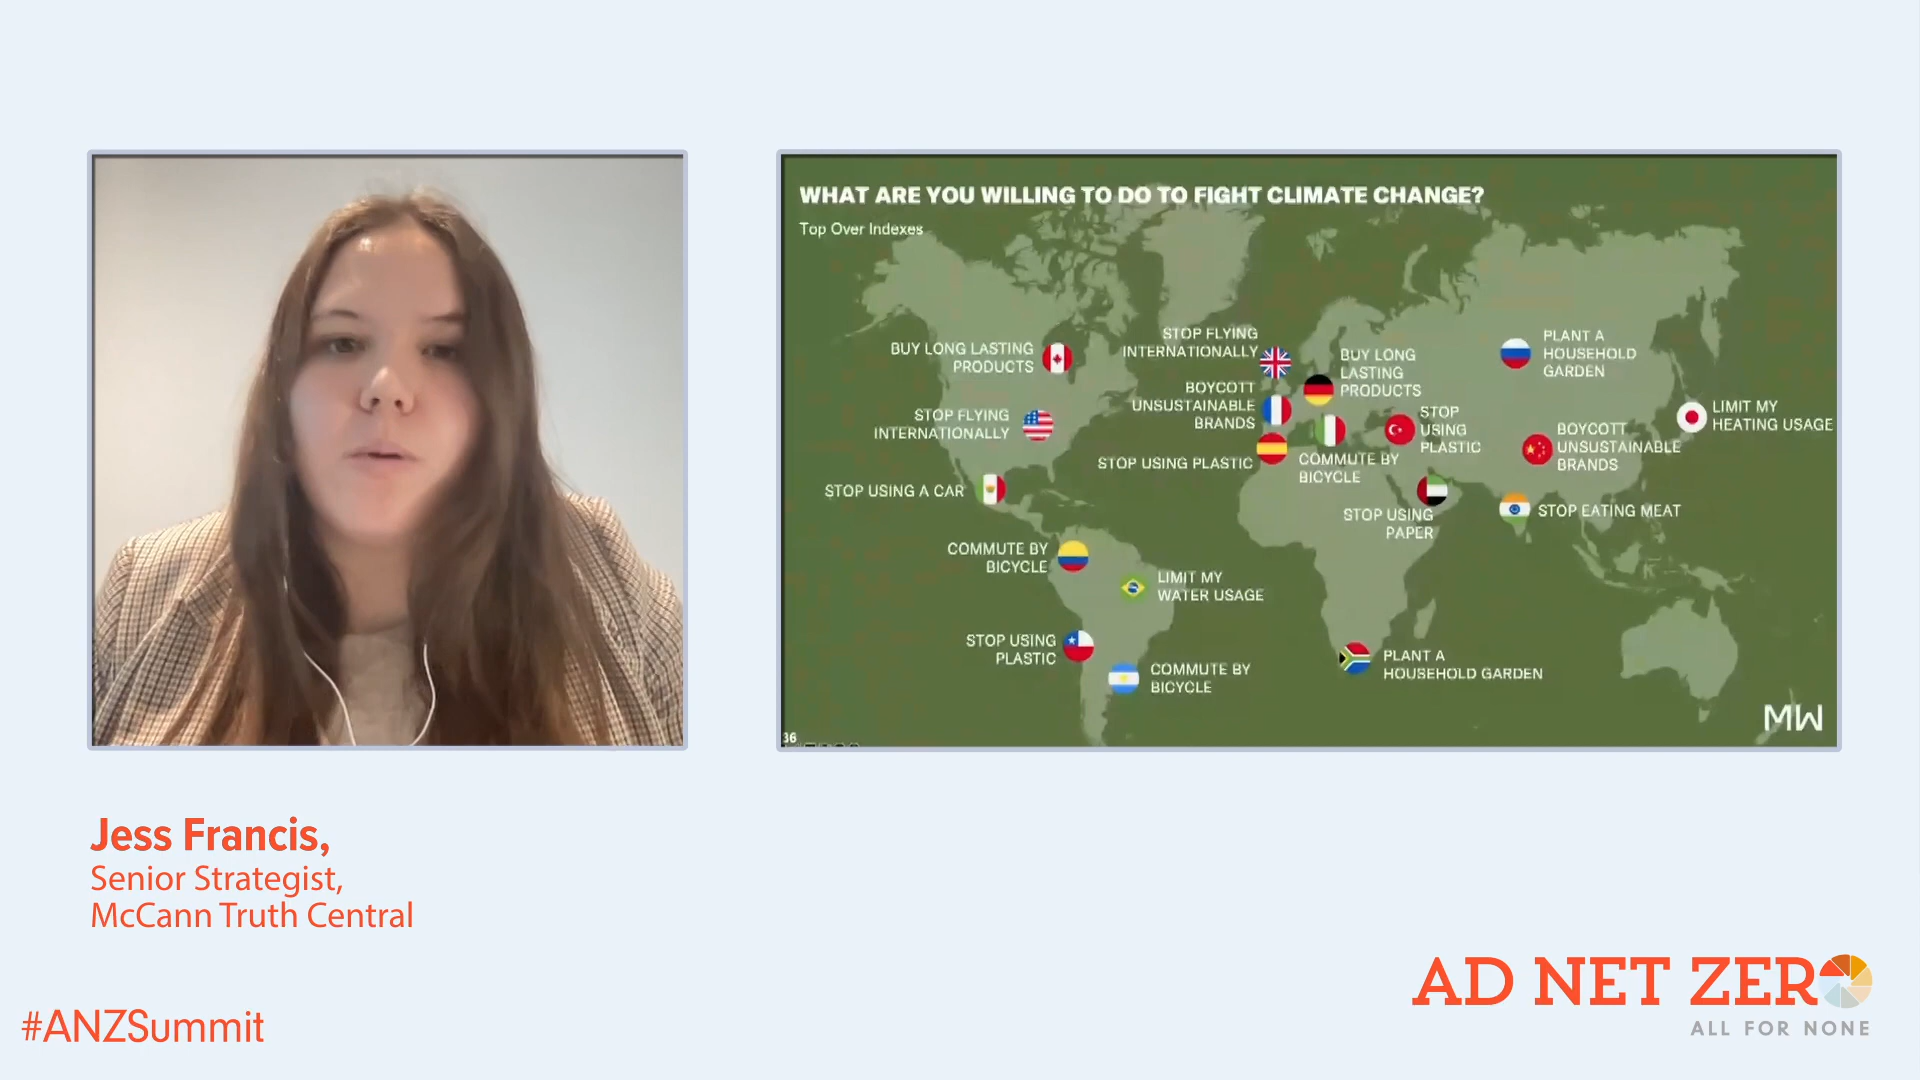 WHAT ARE YOU WILLING TO DO TO FIGHT CLIMATE CHANGE?
Top Over Indexes
BUY LONG LASTING
PRODUCTS
STOP FLYING
INTERNATIONALLY
STOP USING A CAR
COMMUTE BY
BICYCLE
LIMIT MY
WATER USAGE
STOP USING
PLASTIC
COMMUTE BY
BICYCLE
STOP FLYING
INTERNATIONALLY
BOYCOTT
UNSUSTAINABLE
BRANDS
STOP USING PLASTIC
BUY LONG
LASTING
PRODUCTS
COMMUTE BY
BICYCLE
STOP
USING
PLASTIC
STOP USING
PAPER
PLANT A
HOUSEHOLD
GARDEN
BOYCOTT
UNSUSTAINABLE
BRANDS
LIMIT MY
HEATING USAGE
STOP EATING MEAT
PLANT A
HOUSEHOLD GARDEN
36
MW
Jess Francis,
Senior Strategist,
McCann Truth Central
#ANZSummit
AD NET ZERO
ALL FOR NONE